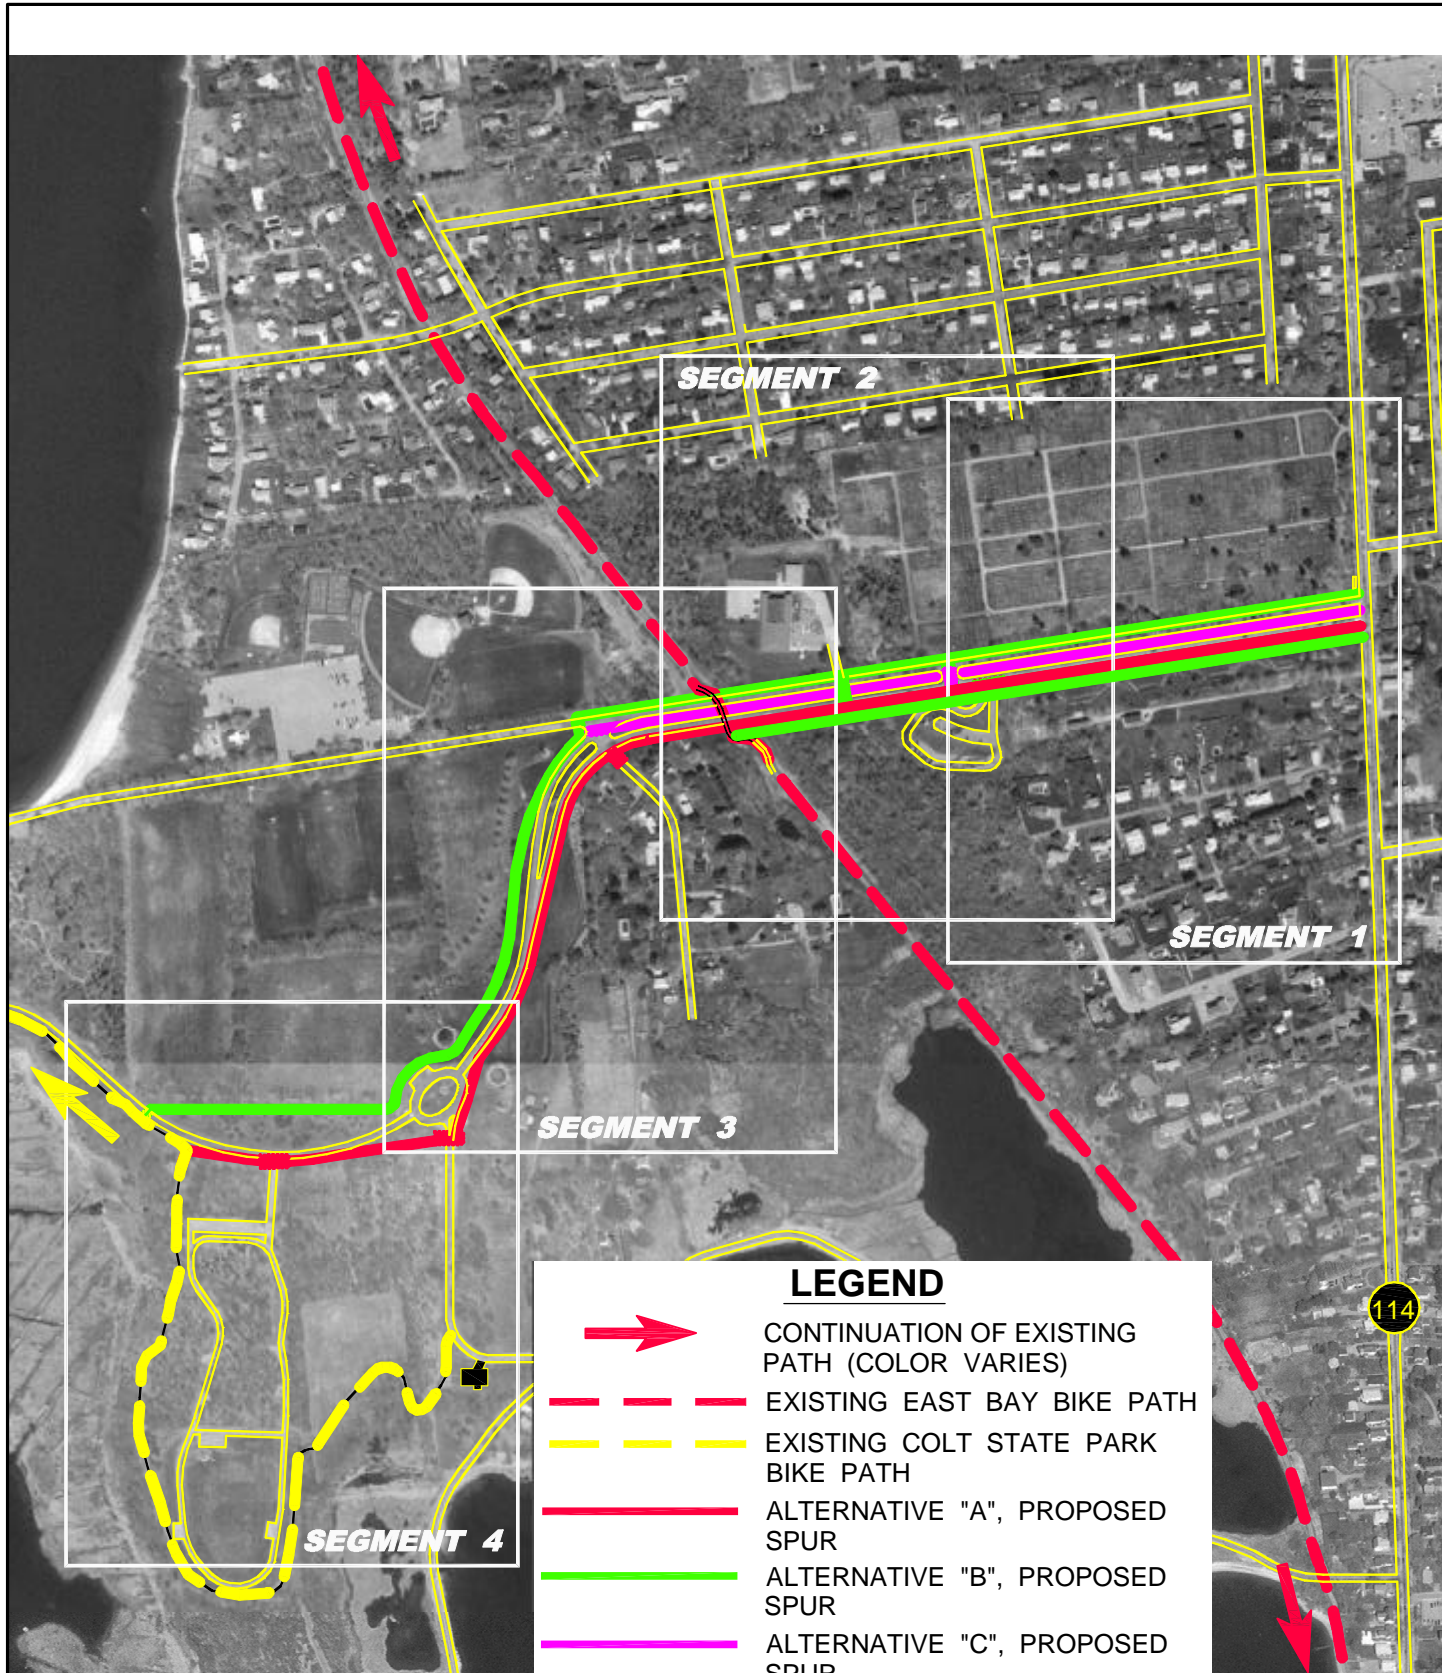 SEGMENT 2
SEGMENT 1
SEGMENT 3
LEGEND
CONTINUATION OF EXISTING
PATH (COLOR VARIES)
114
EXISTING EAST BAY BIKE PATH
EXISTING COLT STATE PARK
BIKE PATH
ALTERNATIVE "A", PROPOSED
SPUR
SEGMENT 4
ALTERNATIVE "B", PROPOSED
SPUR
ALTERNATIVE "C", PROPOSED
SPUR